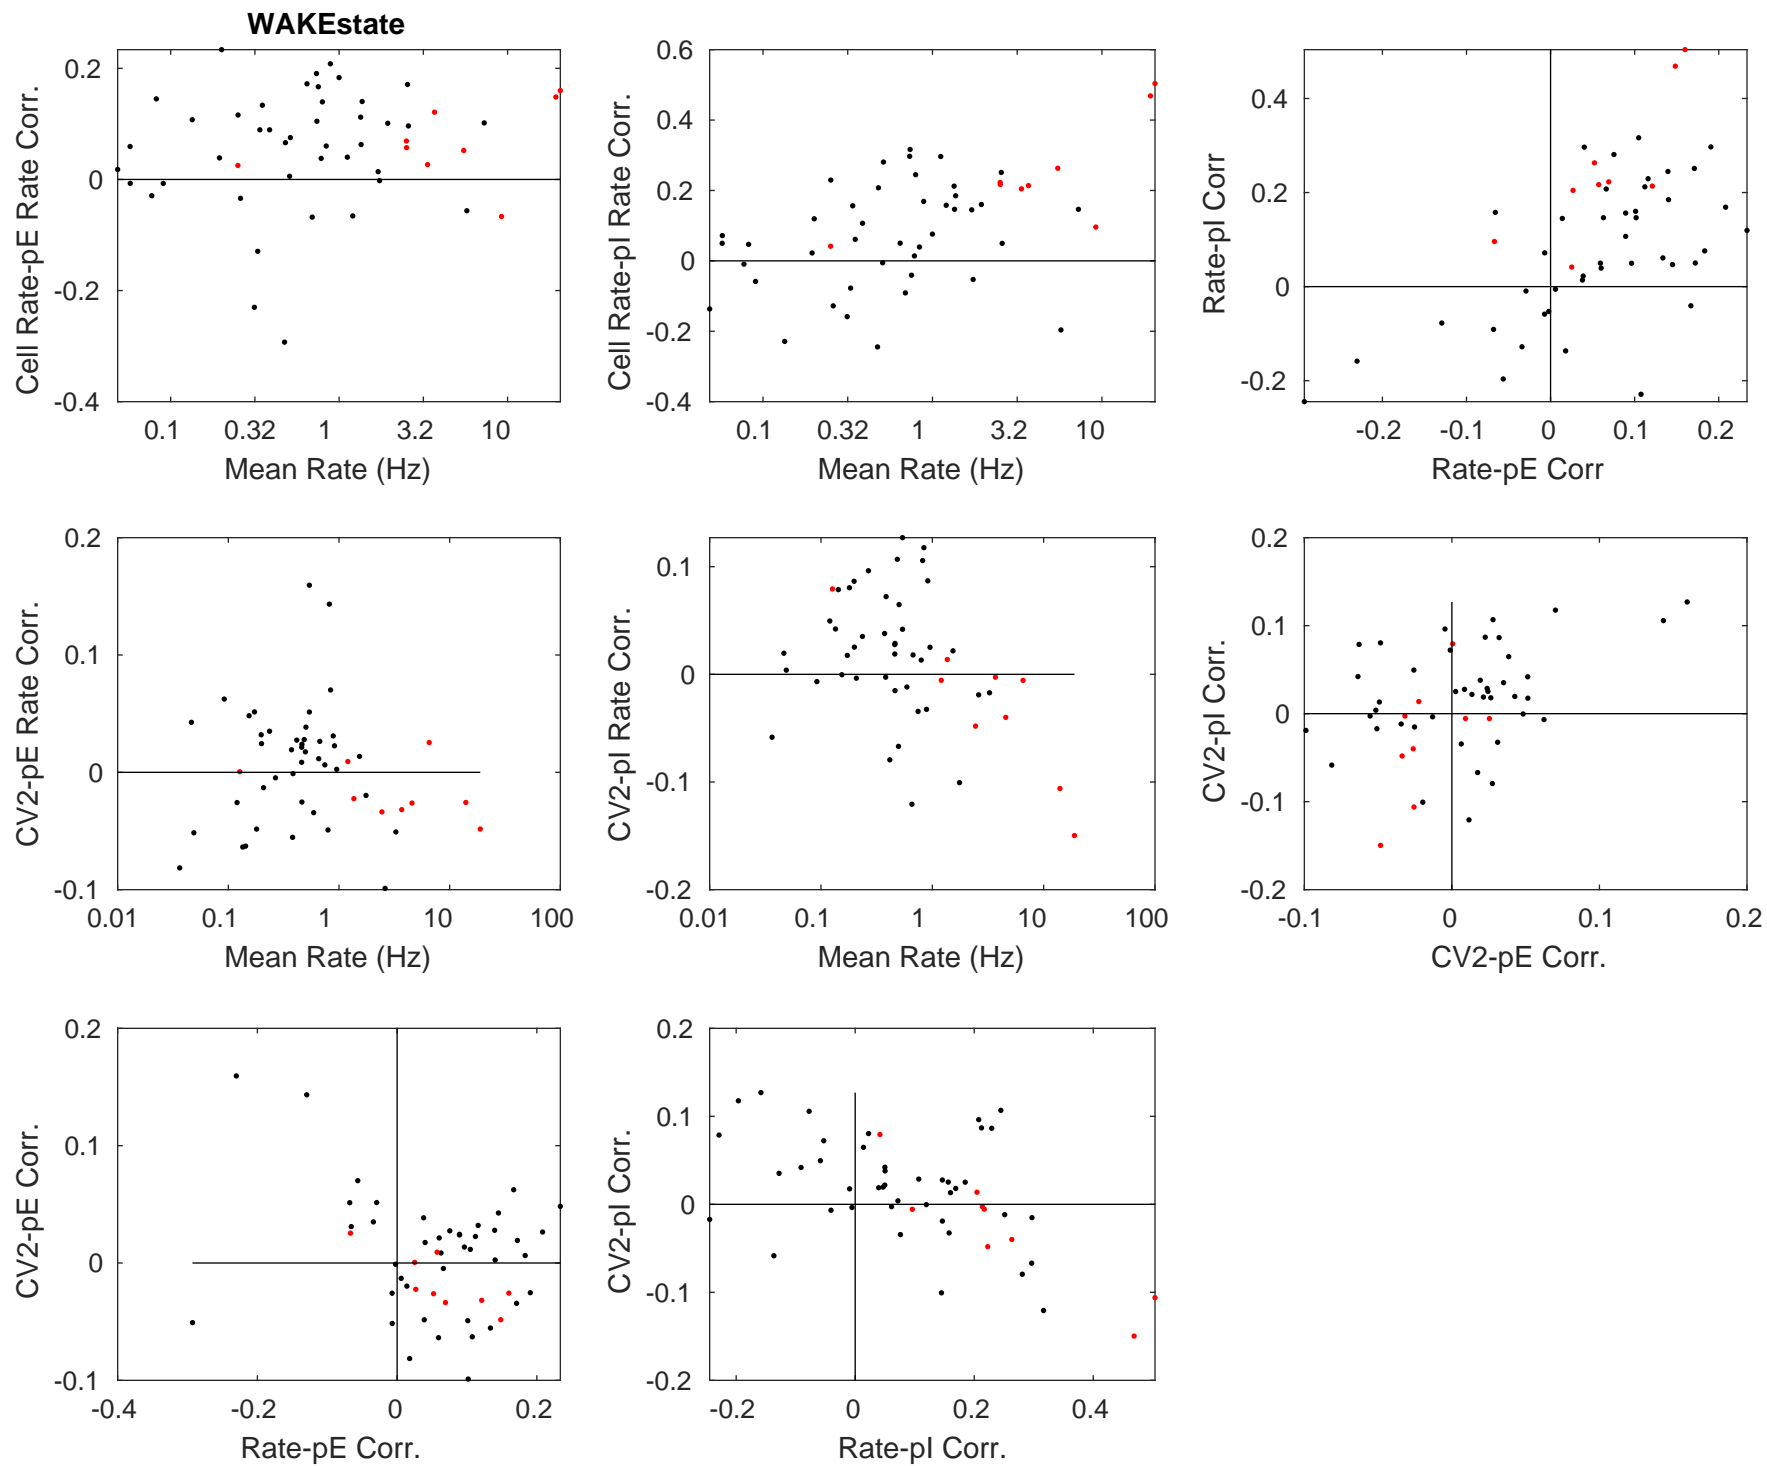 WAKEstate
0.2
0
-0.2
-0.4
Cell Rate-pE Rate Corr.
0.1 0.32 1 3.2 10
Mean Rate (Hz)
0.6
0.4
0.2
0
-0.2
-0.4
Cell Rate-pI Rate Corr.
0.1 0.32 1 3.2 10
Mean Rate (Hz)
0.4
0.2
0
-0.2
Rate-pI Corr
-0.2 -0.1 0 0.1 0.2
Rate-pE Corr
0.2
0.1
0
-0.1
CV2-pE Rate Corr.
0.01 0.1 1 10 100
Mean Rate (Hz)
0.1
0
-0.1
-0.2
CV2-pI Rate Corr.
0.01 0.1 1 10 100
Mean Rate (Hz)
0.2
0.1
0
-0.1
-0.2
CV2-pI Corr.
-0.1 0 0.1 0.2
CV2-pE Corr.
0.2
0.1
0
-0.1
CV2-pE Corr.
-0.4 -0.2 0 0.2
Rate-pE Corr.
0.2
0.1
0
-0.1
-0.2
CV2-pI Corr.
-0.2 0 0.2 0.4
Rate-pI Corr.